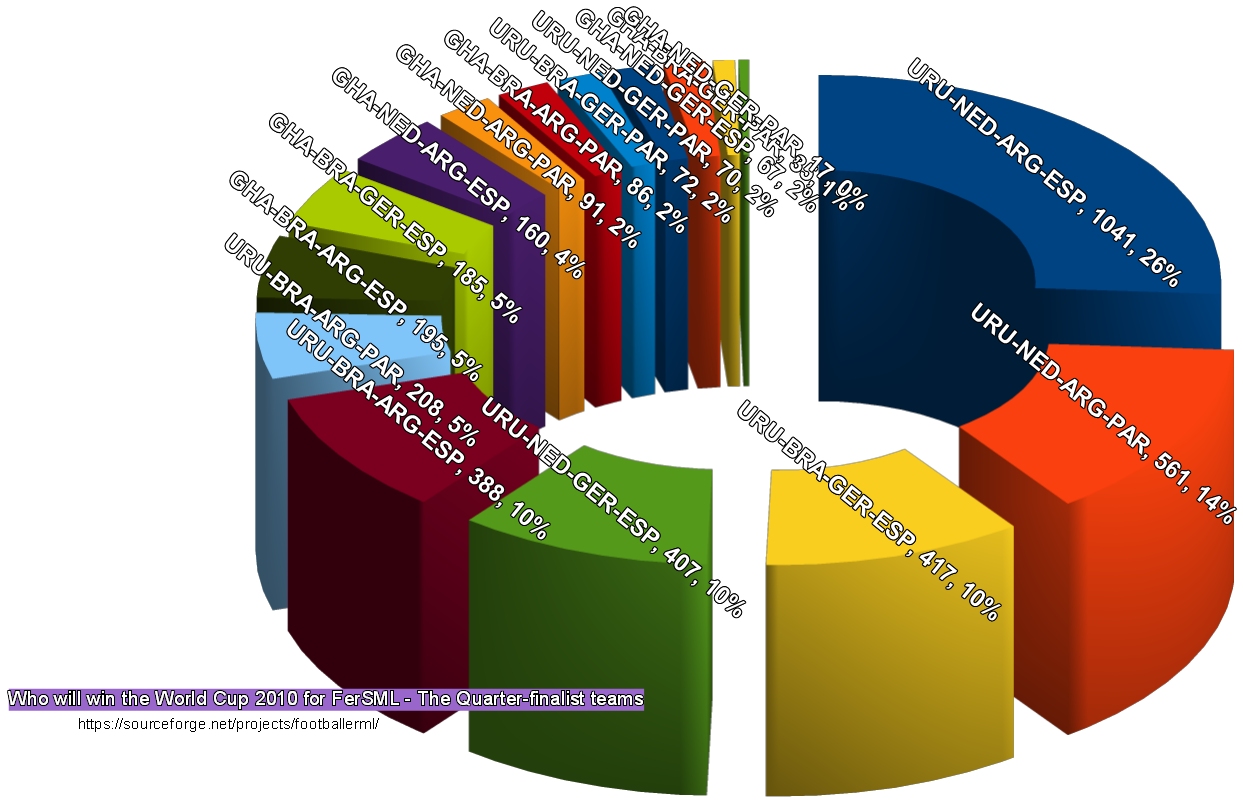 URU-NED-ARG-ESP, 1041, 26%
URU-NED-ARG-PAR, 561, 14%
URU-BRA-GER-ESP, 417, 10%
URU-NED-GER-ESP, 407, 10%
URU-BRA-ARG-ESP, 388, 10%
URU-BRA-ARG-PAR, 208, 5%
GHA-BRA-ARG-ESP, 195, 5%
GHA-BRA-GER-ESP, 185, 5%
GHA-NED-ARG-ESP, 160, 4%
GHA-NED-ARG-PAR, 91, 2%
GHA-BRA-ARG-PAR, 86, 2%
URU-BRA-GER-PAR, 72, 2%
URU-NED-GER-PAR, 70, 2%
GHA-NED-GER-ESP, 67, 2%
GHA-BRA-GER-PAR, 1%
GHA-NED-GER-PAR, 17, 0%
Who will win the World Cup 2010 for FerSML - The Quarter-finalist teams
https://sourceforge.net/projects/footballerml/